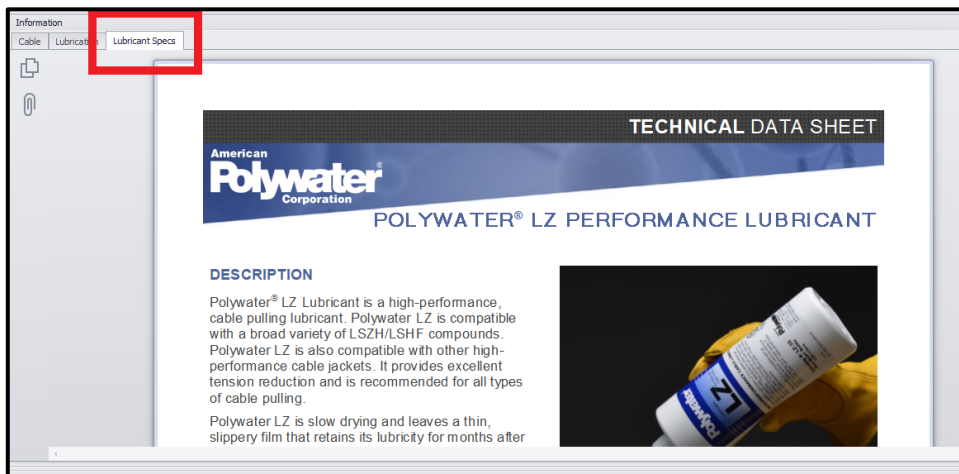 Information
Cable Lubrication Lubricant Specs
TECHNICAL DATA SHEET
American
Polywater®
Corporation
POLYWATER® LZ PERFORMANCE LUBRICANT
DESCRIPTION
Polywater® LZ Lubricant is a high-performance,
cable pulling lubricant. Polywater LZ is compatible
with a broad variety of LSZH/LSHF compounds.
Polywater LZ is also compatible with other high-
performance cable jackets. It provides excellent
tension reduction and is recommended for all types
of cable pulling.
Polywater LZ is slow drying and leaves a thin,
slippery film that retains its lubricity for months after
Polywater
LZ